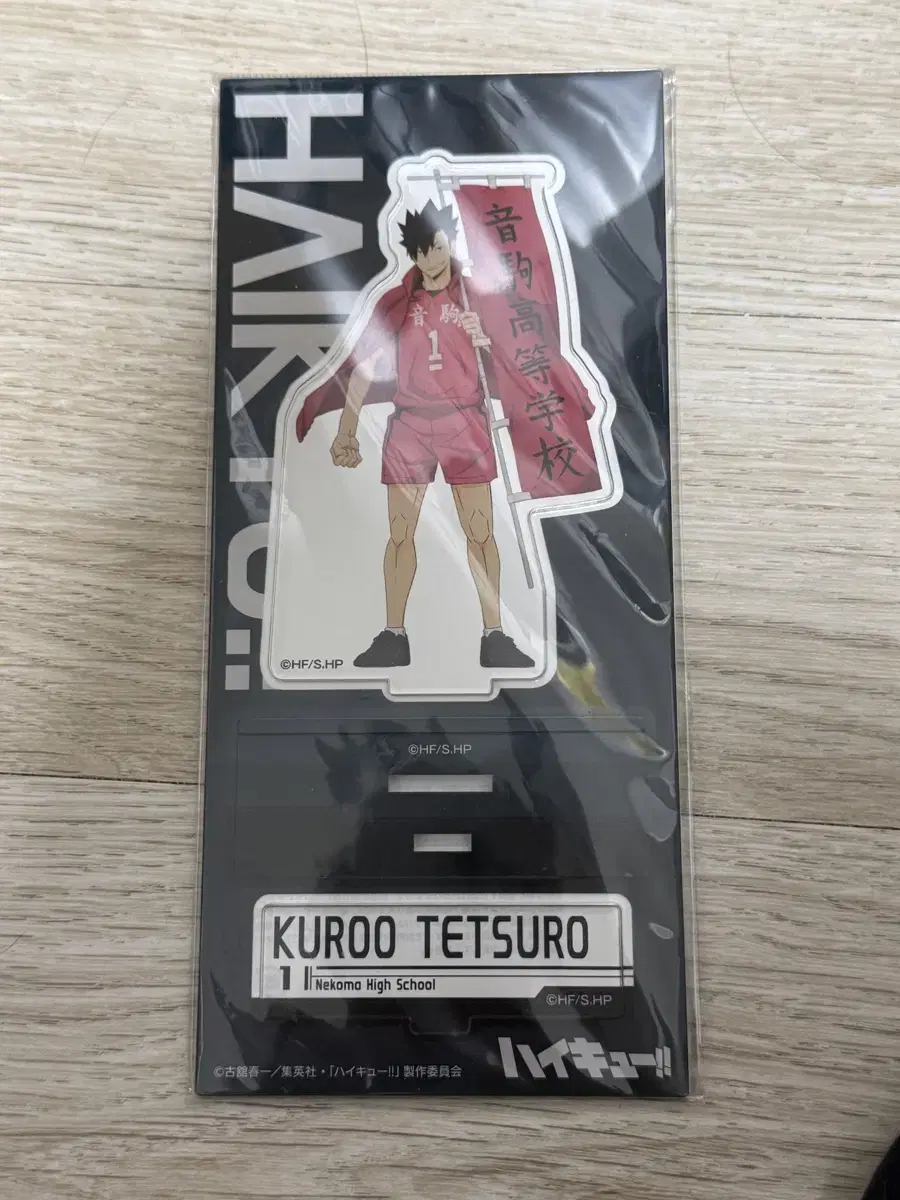 HAIKYU!!
音駒高等学校
音駒
1
©HF/S.HP
©HF/S.HP
KUROO TETSURO
1
Nekoma High School
©HF/S.HP
ハイキュー!!
©古舘春一／集英社・「ハイキュー!!」製作委員会